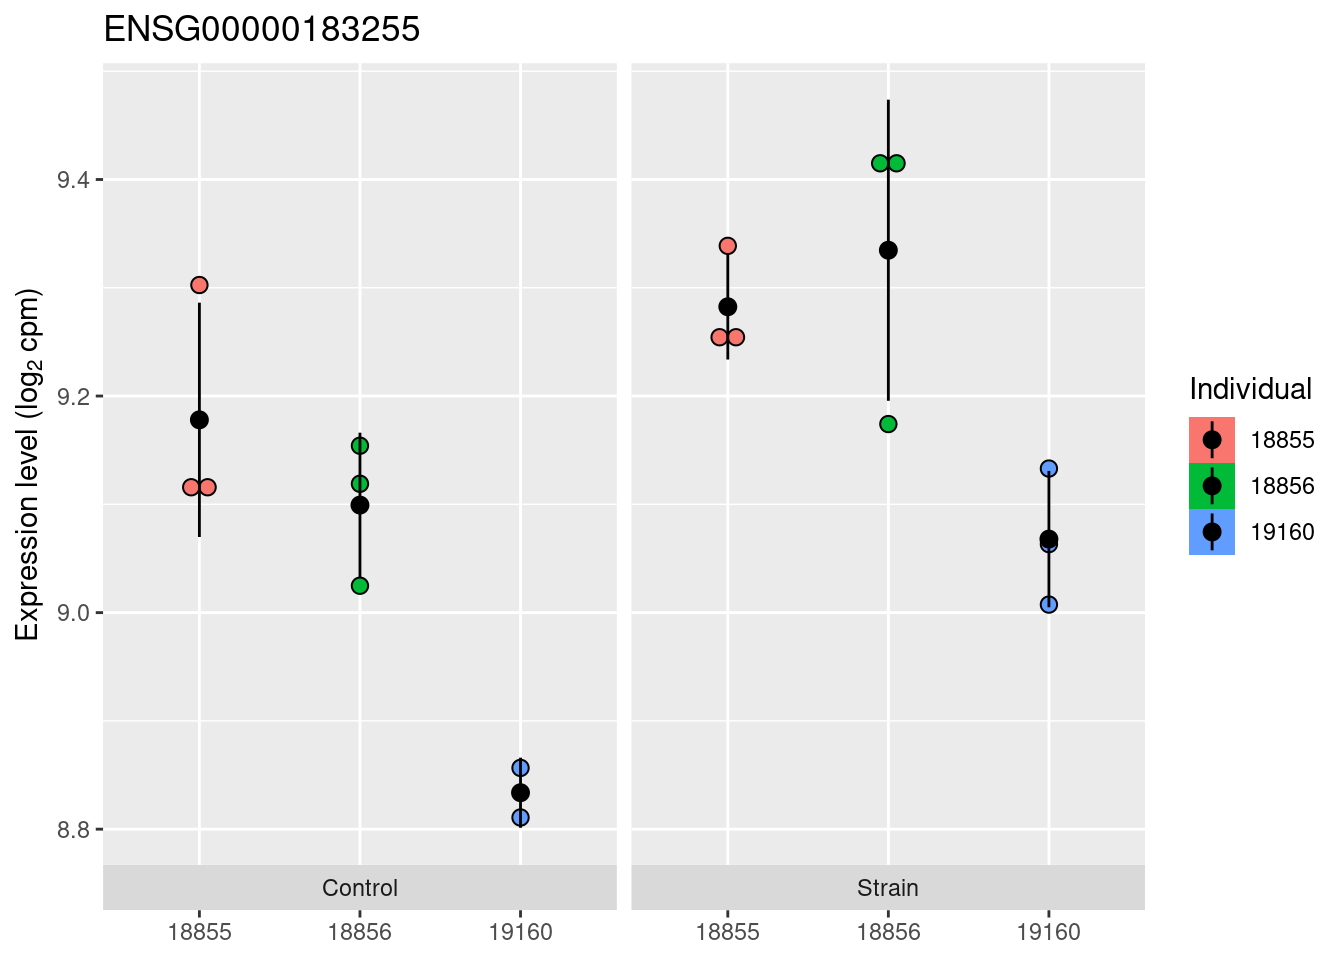 ENSG00000183255
Expression level (log₂ cpm)
9.4
9.2
9.0
8.8
Control
Strain
18855
18856
19160
18855
18856
19160
Individual
18855
18856
19160